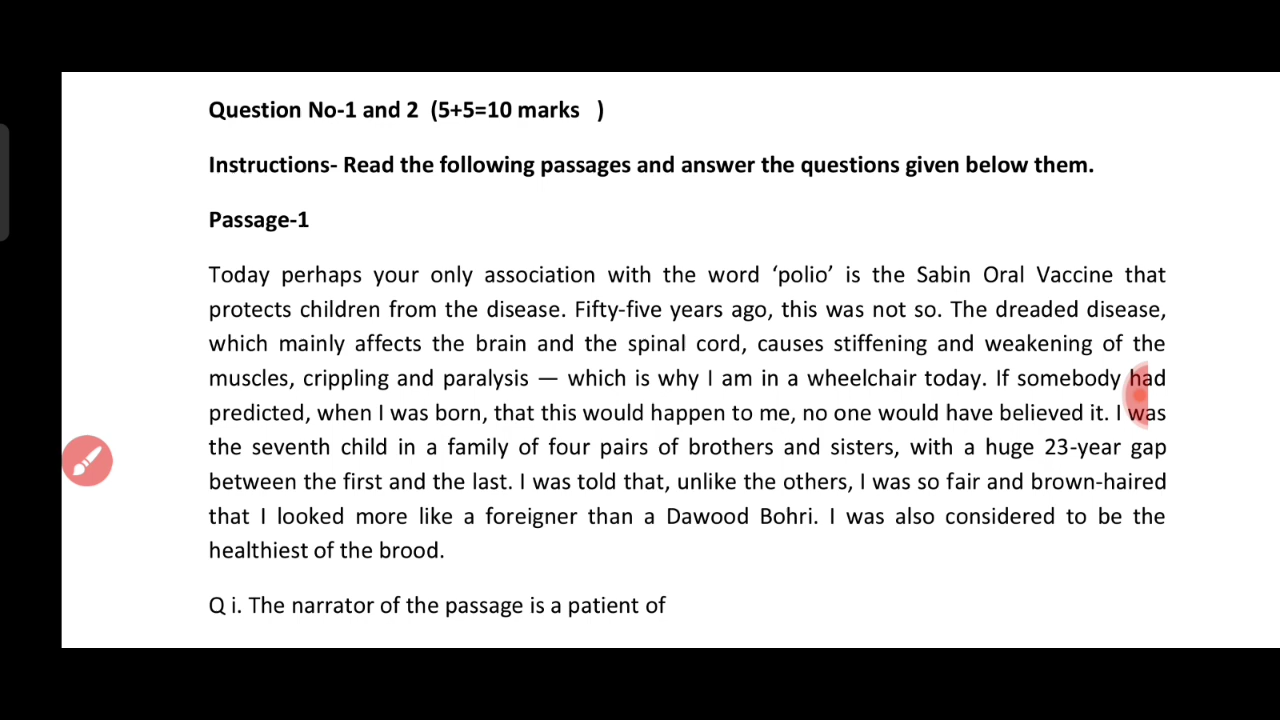 Question No-1 and 2  (5+5=10 marks   )
Instructions- Read the following passages and answer the questions given below them.
Passage-1
Today perhaps your only association with the word ‘polio’ is the Sabin Oral Vaccine that
protects children from the disease. Fifty-five years ago, this was not so. The dreaded disease,
which mainly affects the brain and the spinal cord, causes stiffening and weakening of the
muscles, crippling and paralysis — which is why I am in a wheelchair today. If somebody had
predicted, when I was born, that this would happen to me, no one would have believed it. I was
the seventh child in a family of four pairs of brothers and sisters, with a huge 23-year gap
between the first and the last. I was told that, unlike the others, I was so fair and brown-haired
that I looked more like a foreigner than a Dawood Bohri. I was also considered to be the
healthiest of the brood.
Q i. The narrator of the passage is a patient of